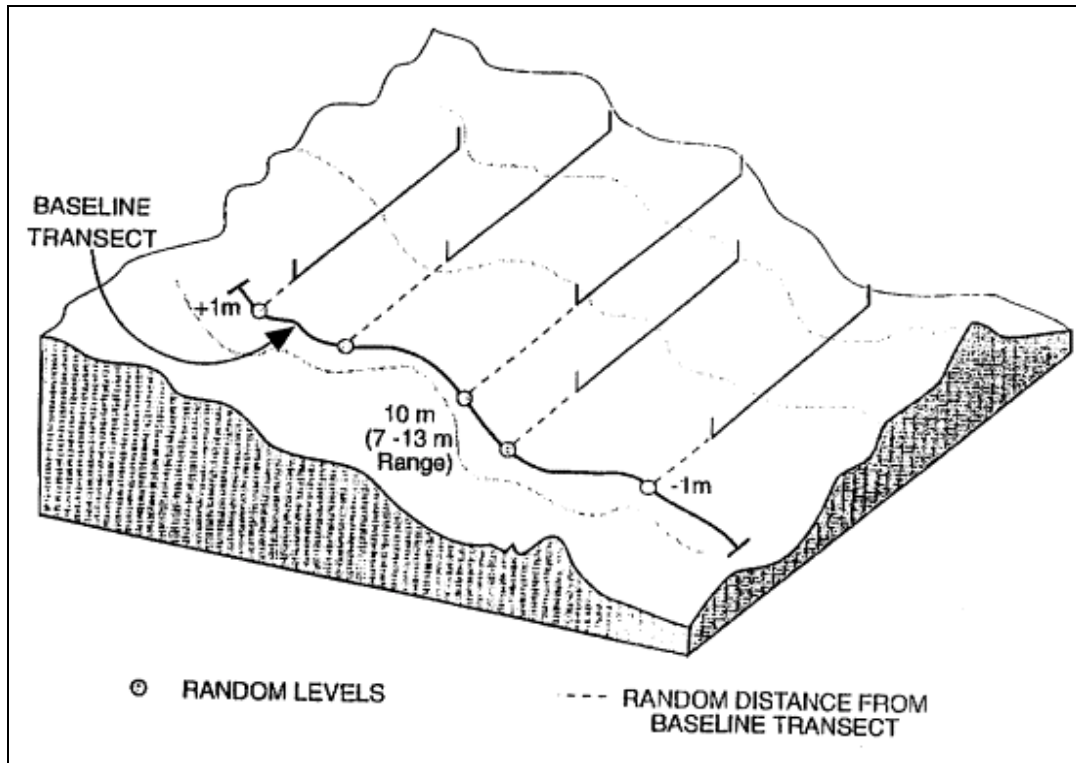 BASELINE
TRANSECT
+1m
10 m
(7 -13 m
Range)
-1m
RANDOM LEVELS
RANDOM DISTANCE FROM
BASELINE TRANSECT